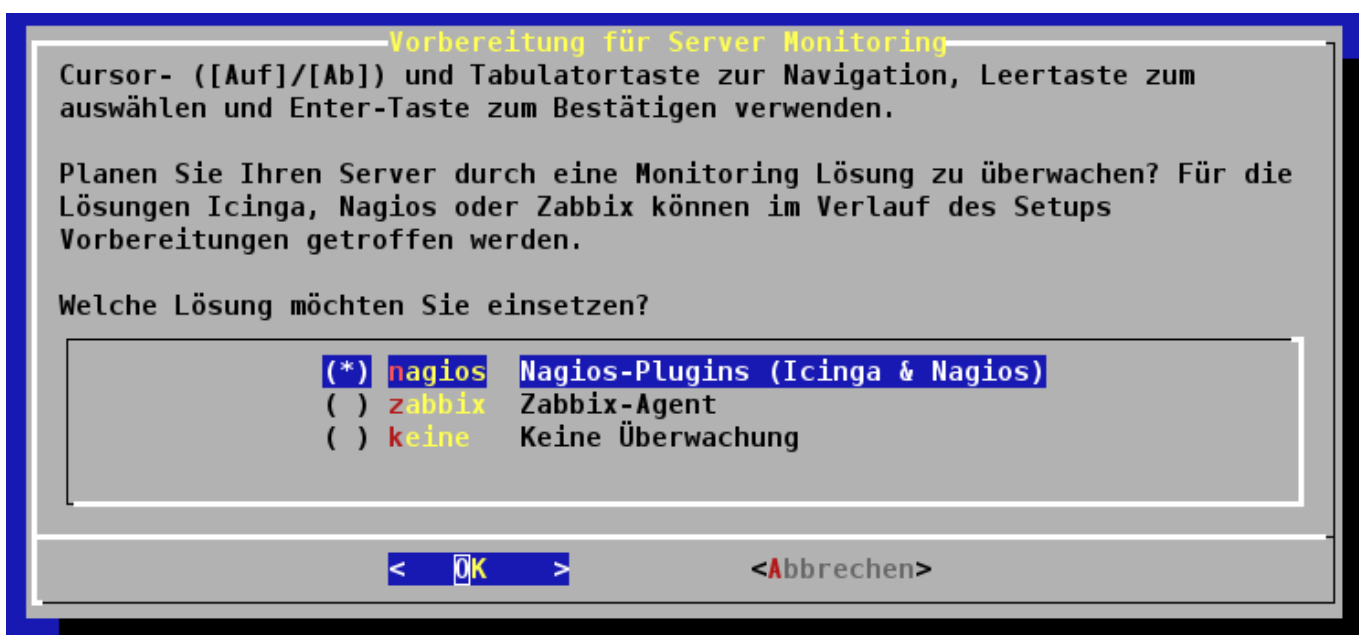 Vorbereitung für Server Monitoring
Cursor- ([Auf]/[Ab]) und Tabulatortaste zur Navigation, Leertaste zum
auswählen und Enter-Taste zum Bestätigen verwenden.
Planen Sie Ihren Server durch eine Monitoring Lösung zu überwachen? Für die
Lösungen Icinga, Nagios oder Zabbix können im Verlauf des Setups
Vorbereitungen getroffen werden.
Welche Lösung möchten Sie einsetzen?
(*) nagios Nagios-Plugins (Icinga & Nagios)
( ) zabbix Zabbix-Agent
( ) keine Keine Überwachung
< OK > <Abbrechen>